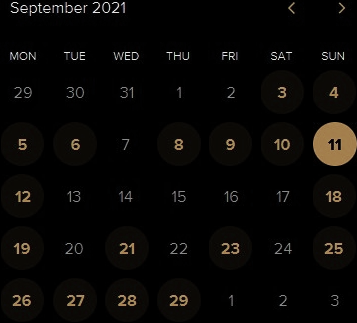 September 2021
MON TUE WED THU FRI SAT SUN
29 30 31 1 2 3 4
5 6 7 8 9 10 11
12 13 14 15 16 17 18
19 20 21 22 23 24 25
26 27 28 29 1 2 3